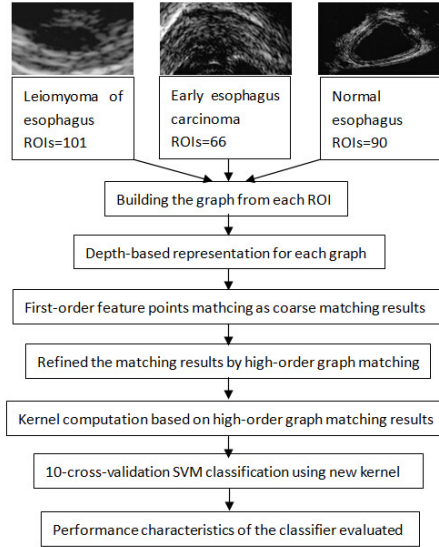 Leiomyoma of
esophagus
ROIs=101
Early esophagus
carcinoma
ROIs=66
Normal
esophagus
ROIs=90
Building the graph from each ROI
Depth-based representation for each graph
First-order feature points mathcing as coarse matching results
Refined the matching results by high-order graph matching
Kernel computation based on high-order graph matching results
10-cross-validation SVM classification using new kernel
Performance characteristics of the classifier evaluated